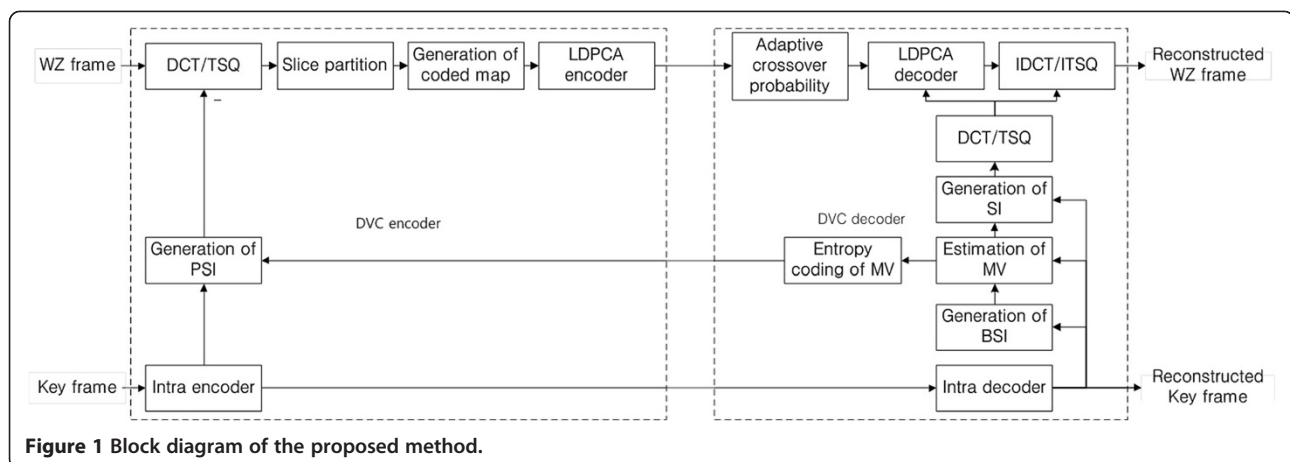 WZ frame
DCT/TSQ
Slice partition
Generation of
coded map
LDPCA
encoder
Adaptive
crossover
probability
LDPCA
decoder
IDCT/ITSQ
Reconstructed
WZ frame
–
DCT/TSQ
Generation of
SI
DVC encoder
DVC decoder
Generation of
PSI
Entropy
coding of MV
Estimation of
MV
Generation of
BSI
Key frame
Intra encoder
Intra decoder
Reconstructed
Key frame
Figure 1 Block diagram of the proposed method.